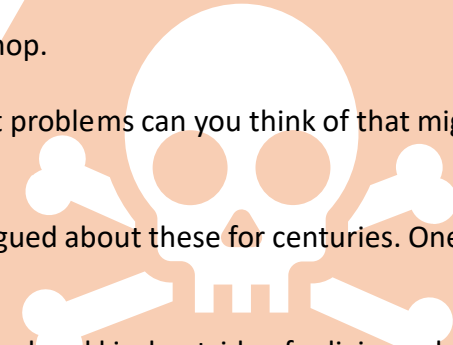 hop.
t problems can you think of that mig
gued about these for centuries. One